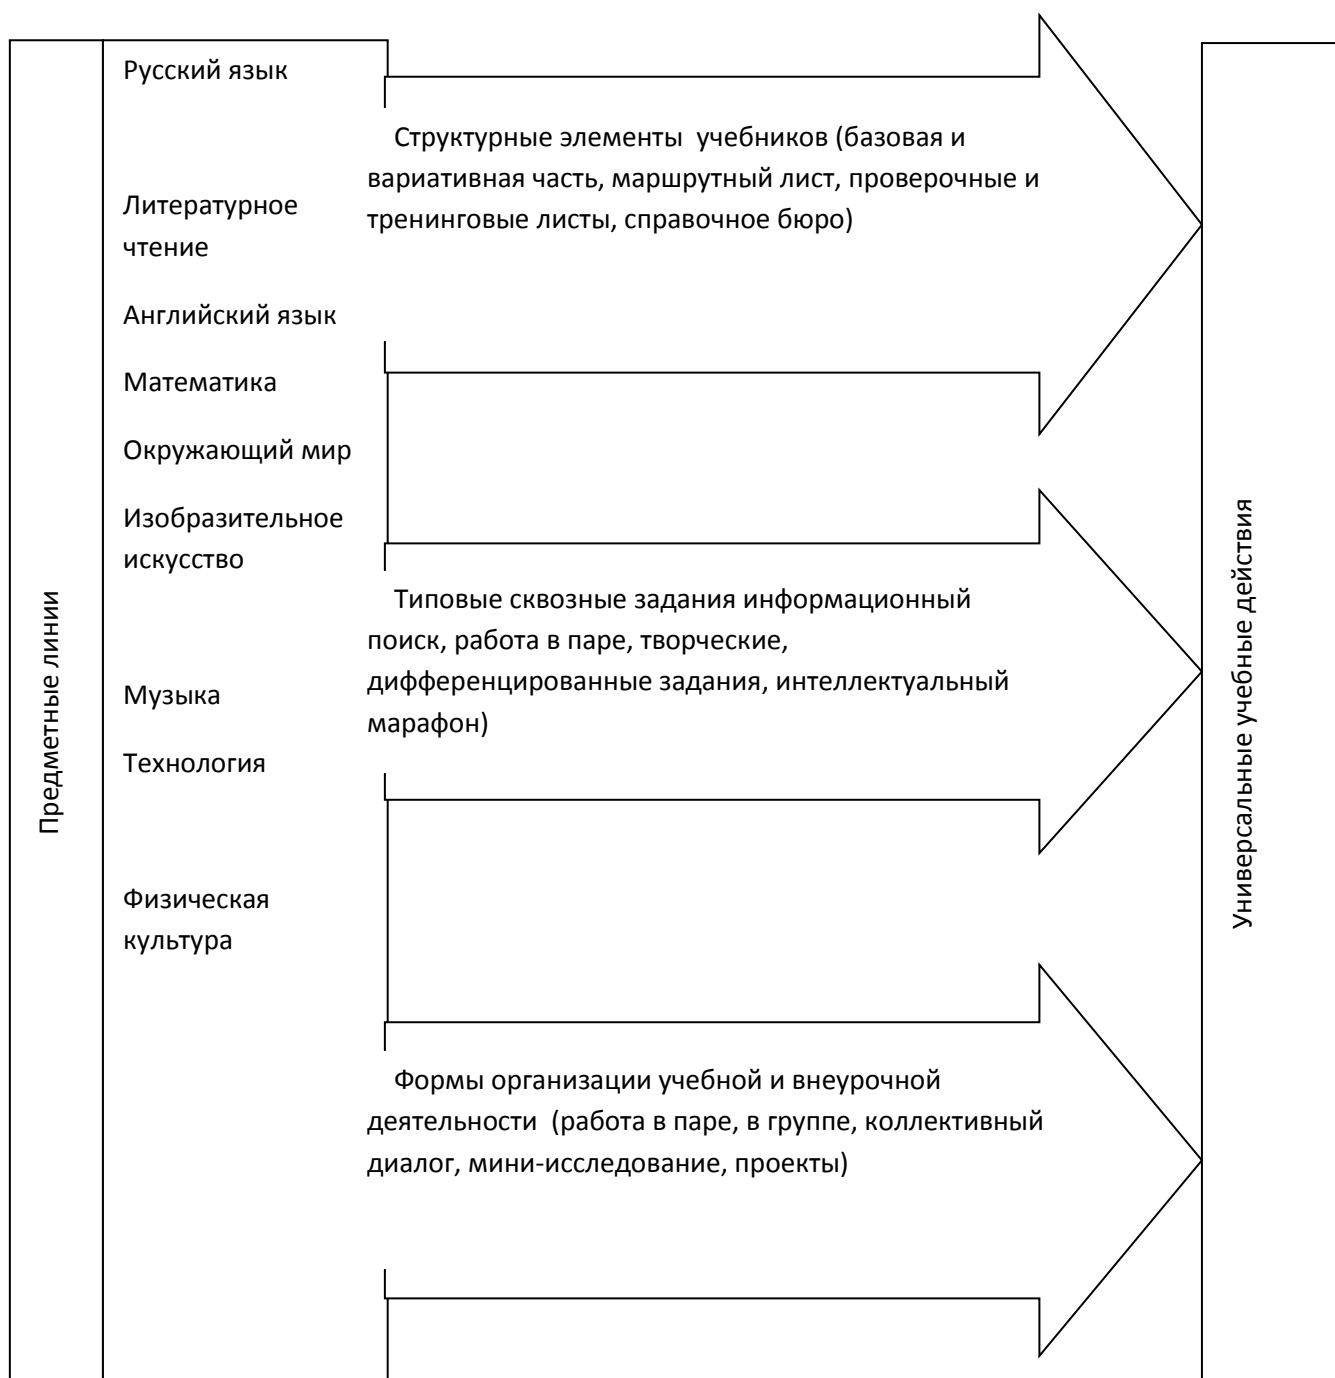 Предметные линии
Русский язык
Литературное
чтение
Английский язык
Математика
Окружающий мир
Изобразительное
искусство
Музыка
Технология
Физическая
культура
Структурные элементы  учебников (базовая и
вариативная часть, маршрутный лист, проверочные и
тренинговые листы, справочное бюро)
Типовые сквозные задания информационный
поиск, работа в паре, творческие,
дифференцированные задания, интеллектуальный
марафон)
Формы организации учебной и внеурочной
деятельности  (работа в паре, в группе, коллективный
диалог, мини-исследование, проекты)
Универсальные учебные действия